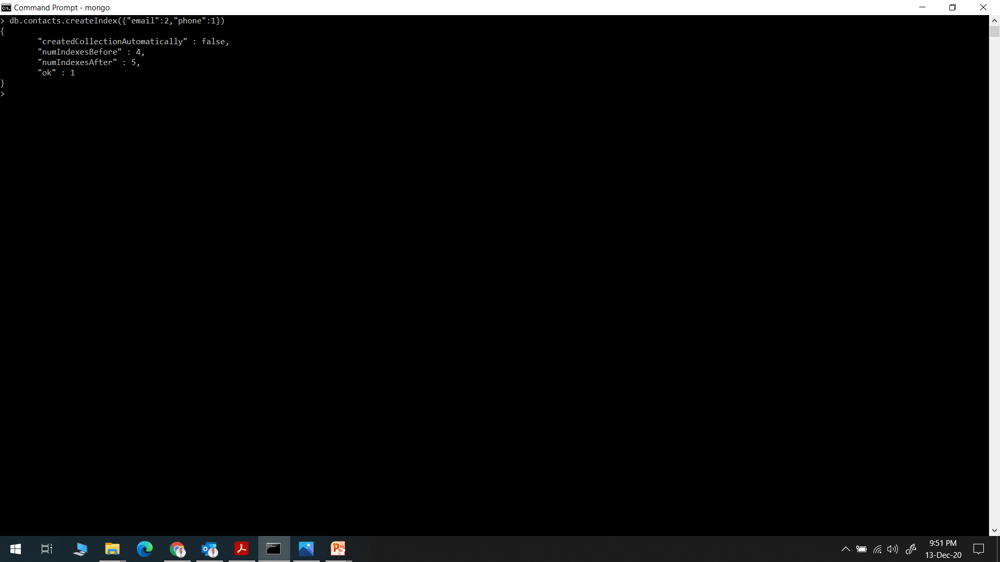 Command Prompt - mongo
> db.contacts.createIndex({"email":2,"phone":1})
{
        "createdCollectionAutomatically" : false,
        "numIndexesBefore" : 4,
        "numIndexesAfter" : 5,
        "ok" : 1
}
>
9:51 PM
13-Dec-20